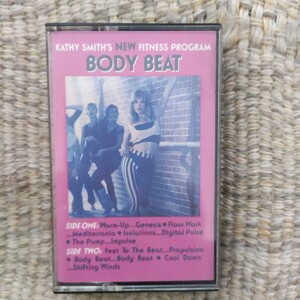 KATHY SMITH'S NEW FITNESS PROGRAM
BODY BEAT
SIDE ONE: Warm-Up...Genesis • Floor Work
...Mediterrania • Isolations...Digital Pulse
• The Pump...Impulse
SIDE TWO: Feet To The Beat...Propulsion
• Body Beat...Body Beat • Cool Down
...Shifting Winds